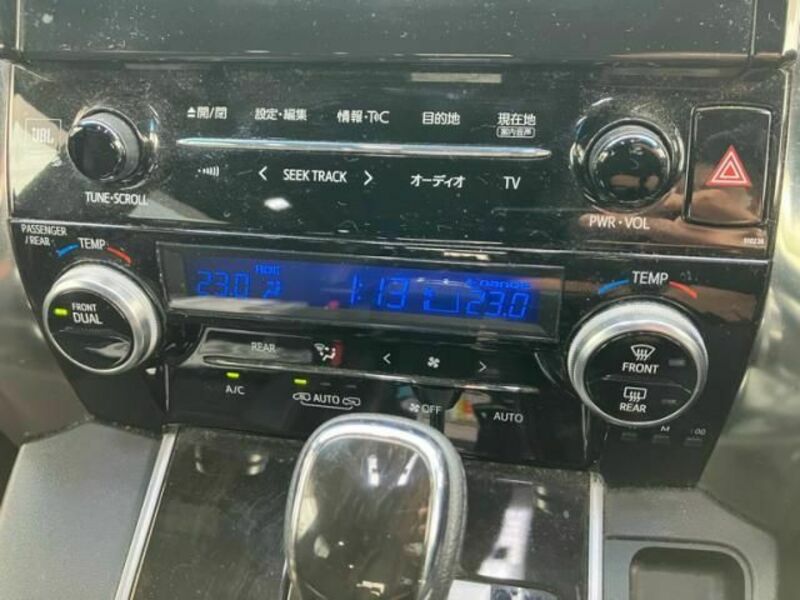 開/閉 設定・編集 情報・T.C 目的地 現在地
案内音声
JBL
SEEK TRACK オーディオ TV
TUNE・SCROLL
PWR・VOL
PASSENGER
/ REAR
TEMP
TEMP
23.0 1:13 23.0
FRONT
DUAL
REAR
FRONT
REAR
A/C
AUTO
OFF
AUTO